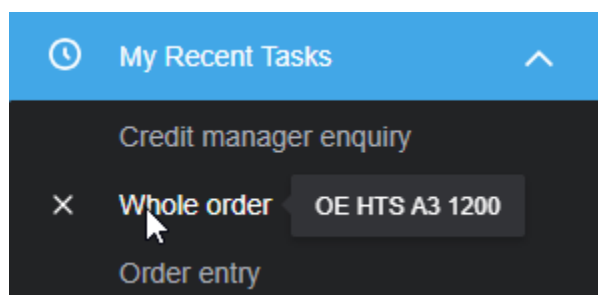 My Recent Tasks
Credit manager enquiry
Whole order OE HTS A3 1200
Order entry